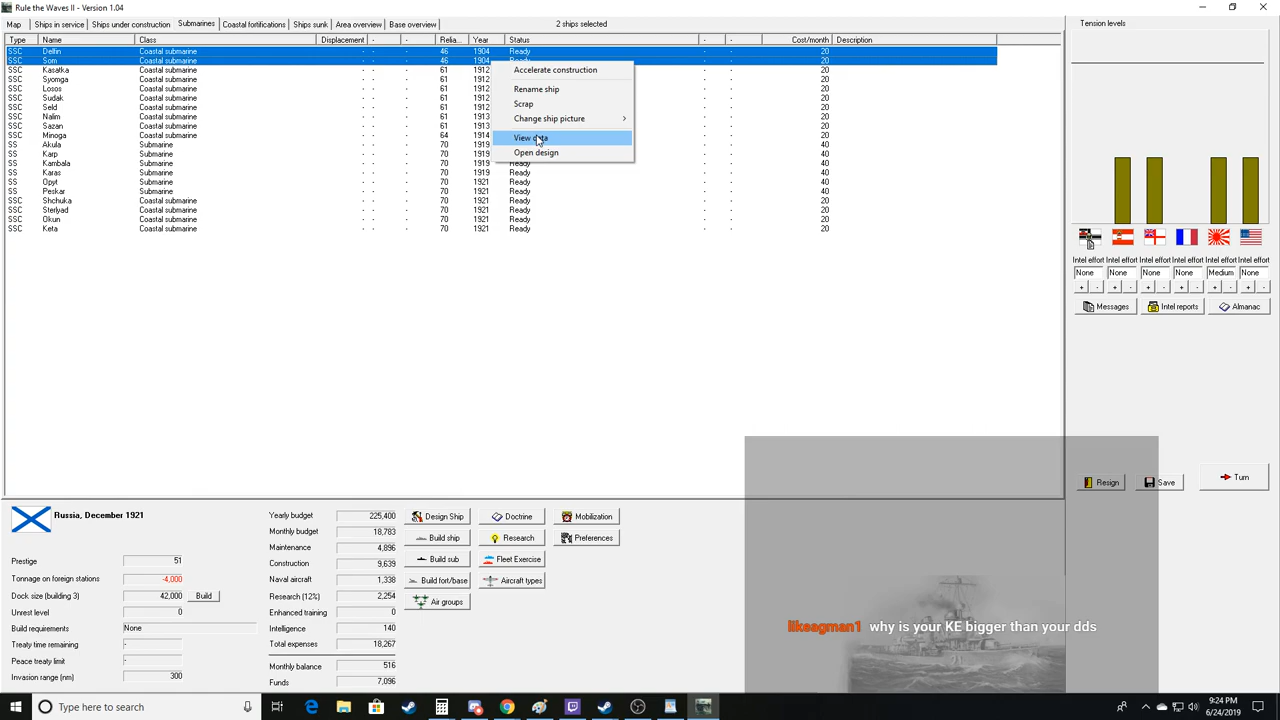 Rule the Waves II - Version 1.04
Map Ships in service Ships under construction Submarines Coastal fortifications Ships sunk Area overview Base overview 2 ships selected
Type Name Class Displacement - - Relia... Year Status - - Cost/month Description
SSC Delfin Coastal submarine - - - 46 1904 Ready - - 20
SSC Som Coastal submarine - - - 46 1904 Ready - - 20
SSC Kasatka Coastal submarine - - - 61 1912 - - 20
SSC Syomga Coastal submarine - - - 61 1912 - - 20
SSC Losos Coastal submarine - - - 61 1912 - - 20
SSC Sudak Coastal submarine - - - 61 1912 - - 20
SSC Seld Coastal submarine - - - 61 1912 - - 20
SSC Nalim Coastal submarine - - - 61 1913 - - 20
SSC Sazan Coastal submarine - - - 61 1913 - - 20
SSC Minoga Coastal submarine - - - 64 1914 - - 20
SS Akula Submarine - - - 70 1919 - - 40
SS Karp Submarine - - - 70 1919 - - 40
SS Kambala Submarine - - - 70 1919 Ready - - 40
SS Karas Submarine - - - 70 1919 Ready - - 40
SS Opyt Submarine - - - 70 1921 Ready - - 40
SS Peskar Submarine - - - 70 1921 Ready - - 40
SSC Shchuka Coastal submarine - - - 70 1921 Ready - - 20
SSC Sterlyad Coastal submarine - - - 70 1921 Ready - - 20
SSC Okun Coastal submarine - - - 70 1921 Ready - - 20
SSC Keta Coastal submarine - - - 70 1921 Ready - - 20
Accelerate construction
Rename ship
Scrap
Change ship picture
View data
Open design
Tension levels
Intel effort Intel effort Intel effort Intel effort Intel effort Intel effort
None None None None Medium None
+ - + - + - + - + - + -
Messages Intel reports Almanac
Resign Save Turn
Russia, December 1921
Prestige 51
Tonnage on foreign stations -4,000
Dock size (building 3) 42,000 Build
Unrest level 0
Build requirements None
Treaty time remaining -
Peace treaty limit -
Invasion range (nm) 300
Yearly budget 225,400
Monthly budget 18,783
Maintenance 4,896
Construction 9,639
Naval aircraft 1,338
Research (12%) 2,254
Enhanced training 0
Intelligence 140
Total expenses 18,267
Monthly balance 516
Funds 7,096
Design Ship Doctrine Mobilization
Build ship Research Preferences
Build sub Fleet Exercise
Build fort/base Aircraft types
Air groups
likeagman1 why is your KE bigger than your dds
Type here to search
9:24 PM
6/24/2019